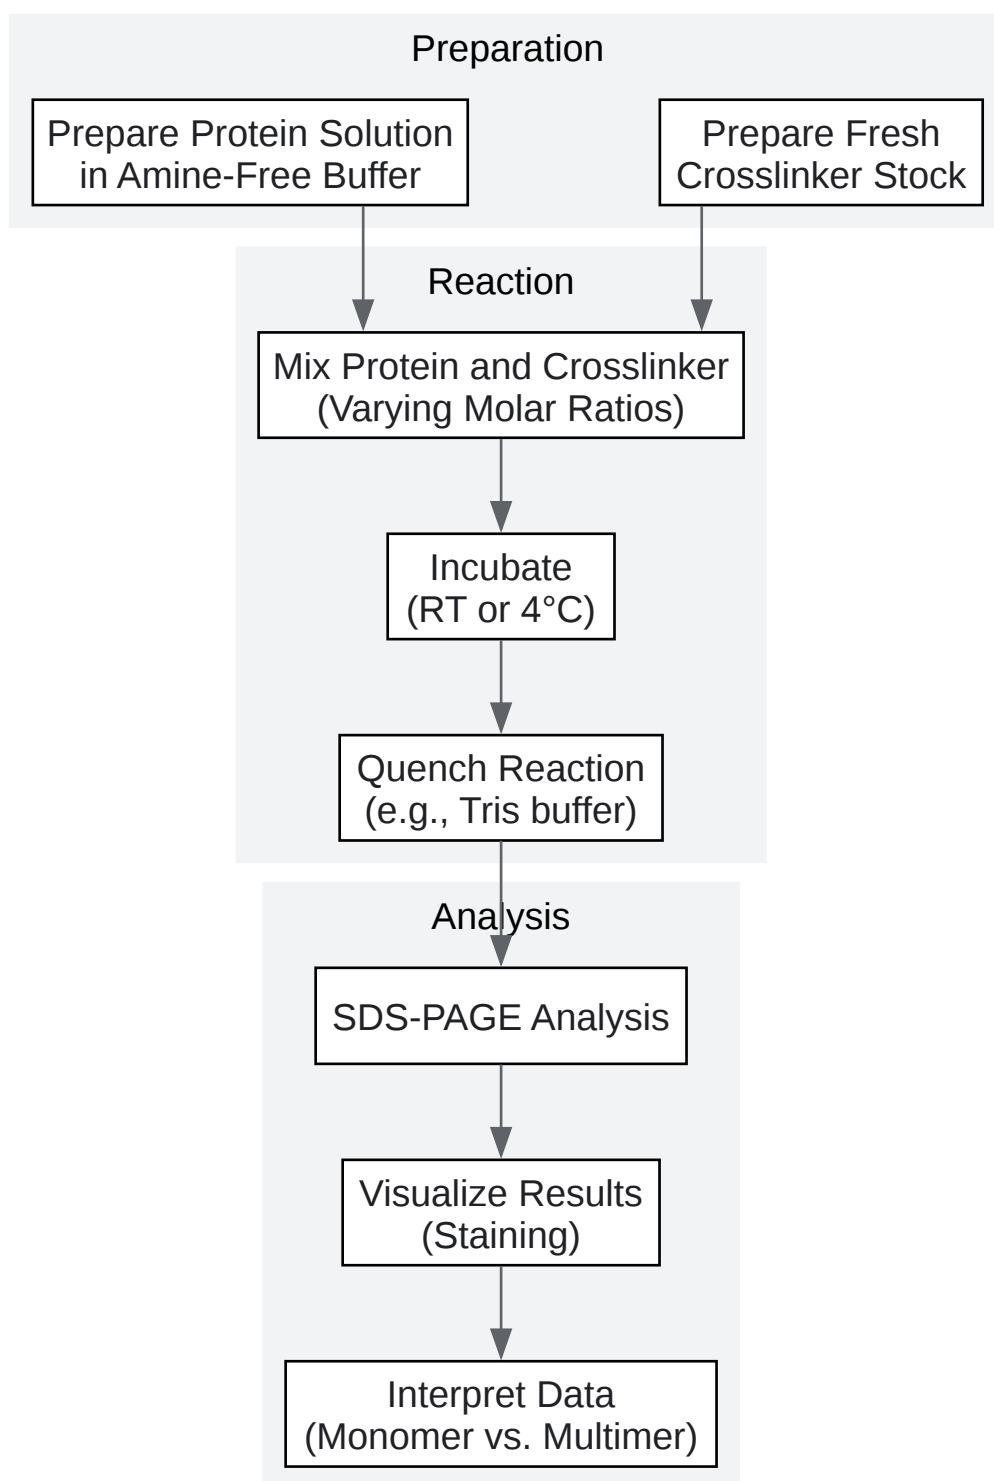 Preparation
Prepare Protein Solution
in Amine-Free Buffer
Prepare Fresh
Crosslinker Stock
Reaction
Mix Protein and Crosslinker
(Varying Molar Ratios)
Incubate
(RT or 4°C)
Quench Reaction
(e.g., Tris buffer)
Analysis
SDS-PAGE Analysis
Visualize Results
(Staining)
Interpret Data
(Monomer vs. Multimer)